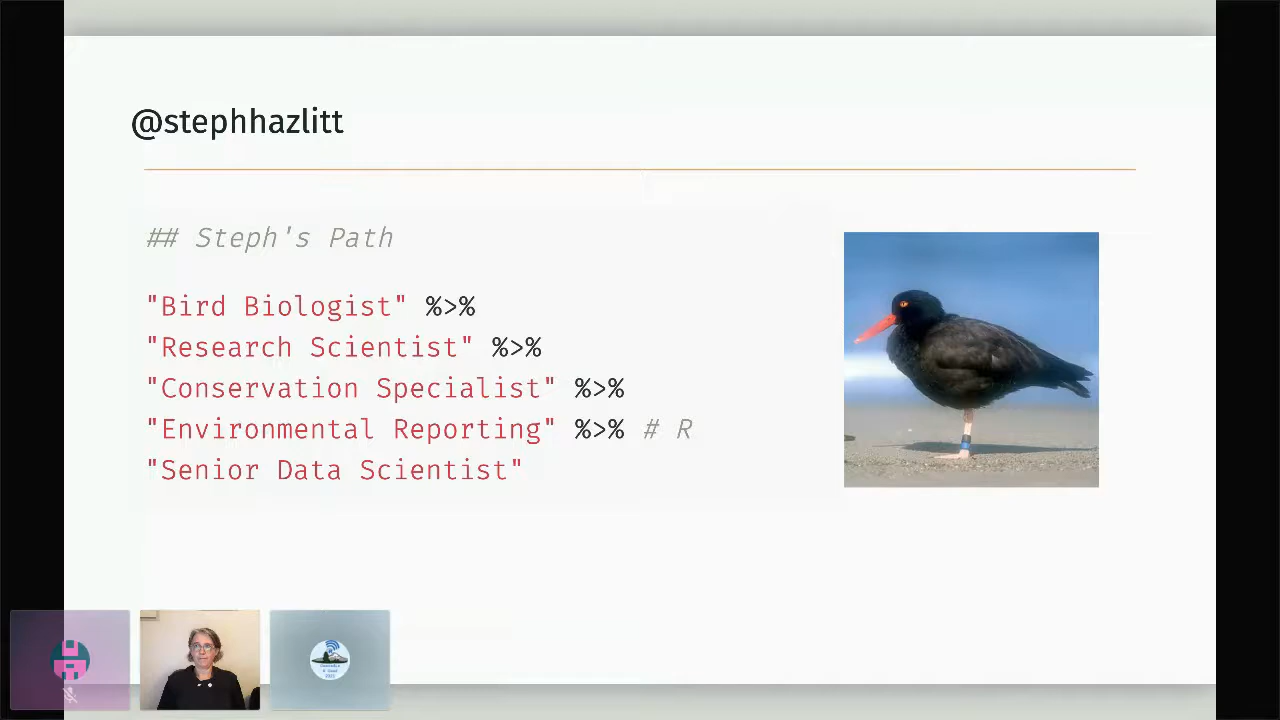 @stephhazlitt
## Steph's Path
"Bird Biologist" %>%
"Research Scientist" %>%
"Conservation Specialist" %>%
"Environmental Reporting" %>% # R
"Senior Data Scientist"